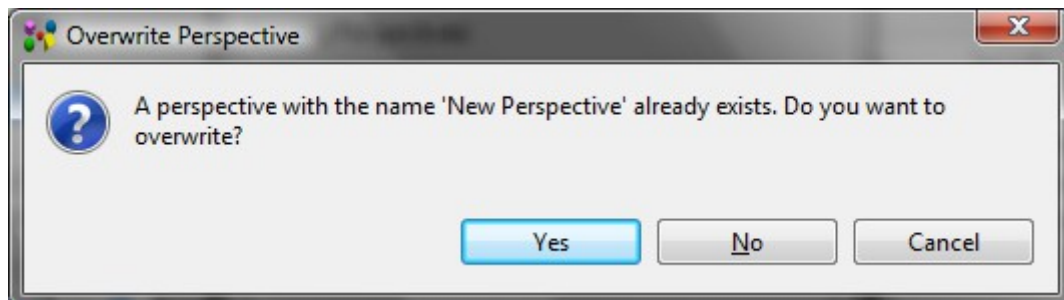 Overwrite Perspective
A perspective with the name 'New Perspective' already exists. Do you want to
overwrite?
Yes
No
Cancel